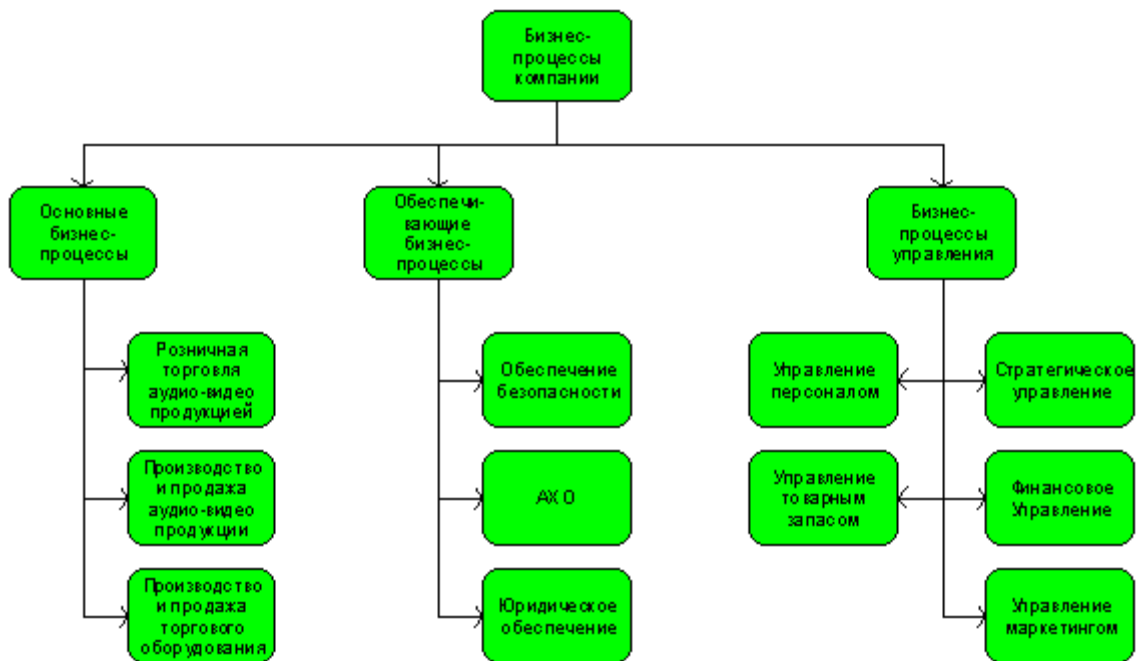 Бизнес-
процессы
компании
Основные
бизнес-
процессы
Обеспечи-
вающие
бизнес-
процессы
Бизнес-
процессы
управления
Розничная
торговля
аудио-видео
продукцией
Производство
и продажа
аудио-видео
продукции
Производство
и продажа
торгового
оборудования
Обеспечение
безопасности
АХО
Юридическое
обеспечение
Управление
персоналом
Управление
товарным
запасом
Стратегическое
управление
Финансовое
Управление
Управление
маркетингом